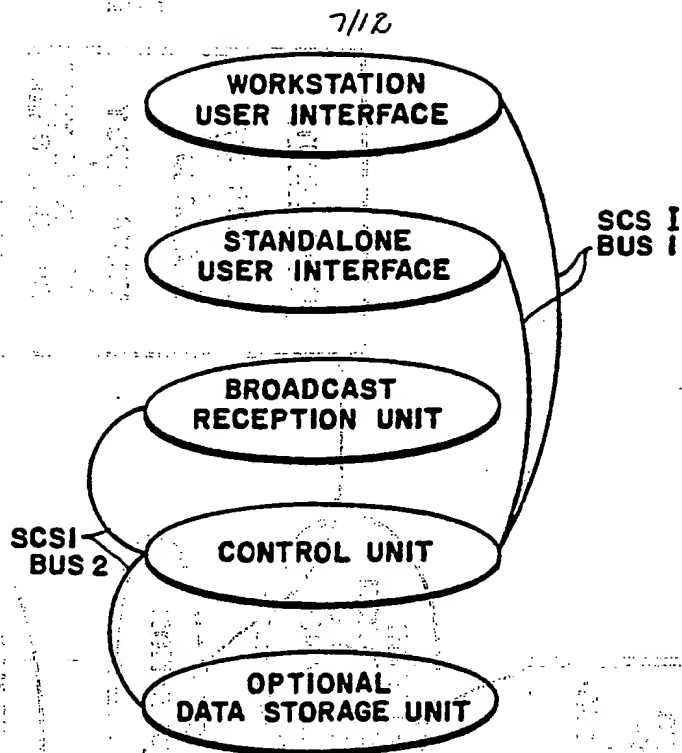 7/12
WORKSTATION
USER INTERFACE
SCS I
BUS 1
STANDALONE
USER INTERFACE
BROADCAST
RECEPTION UNIT
SCSI
BUS 2
CONTROL UNIT
OPTIONAL
DATA STORAGE UNIT